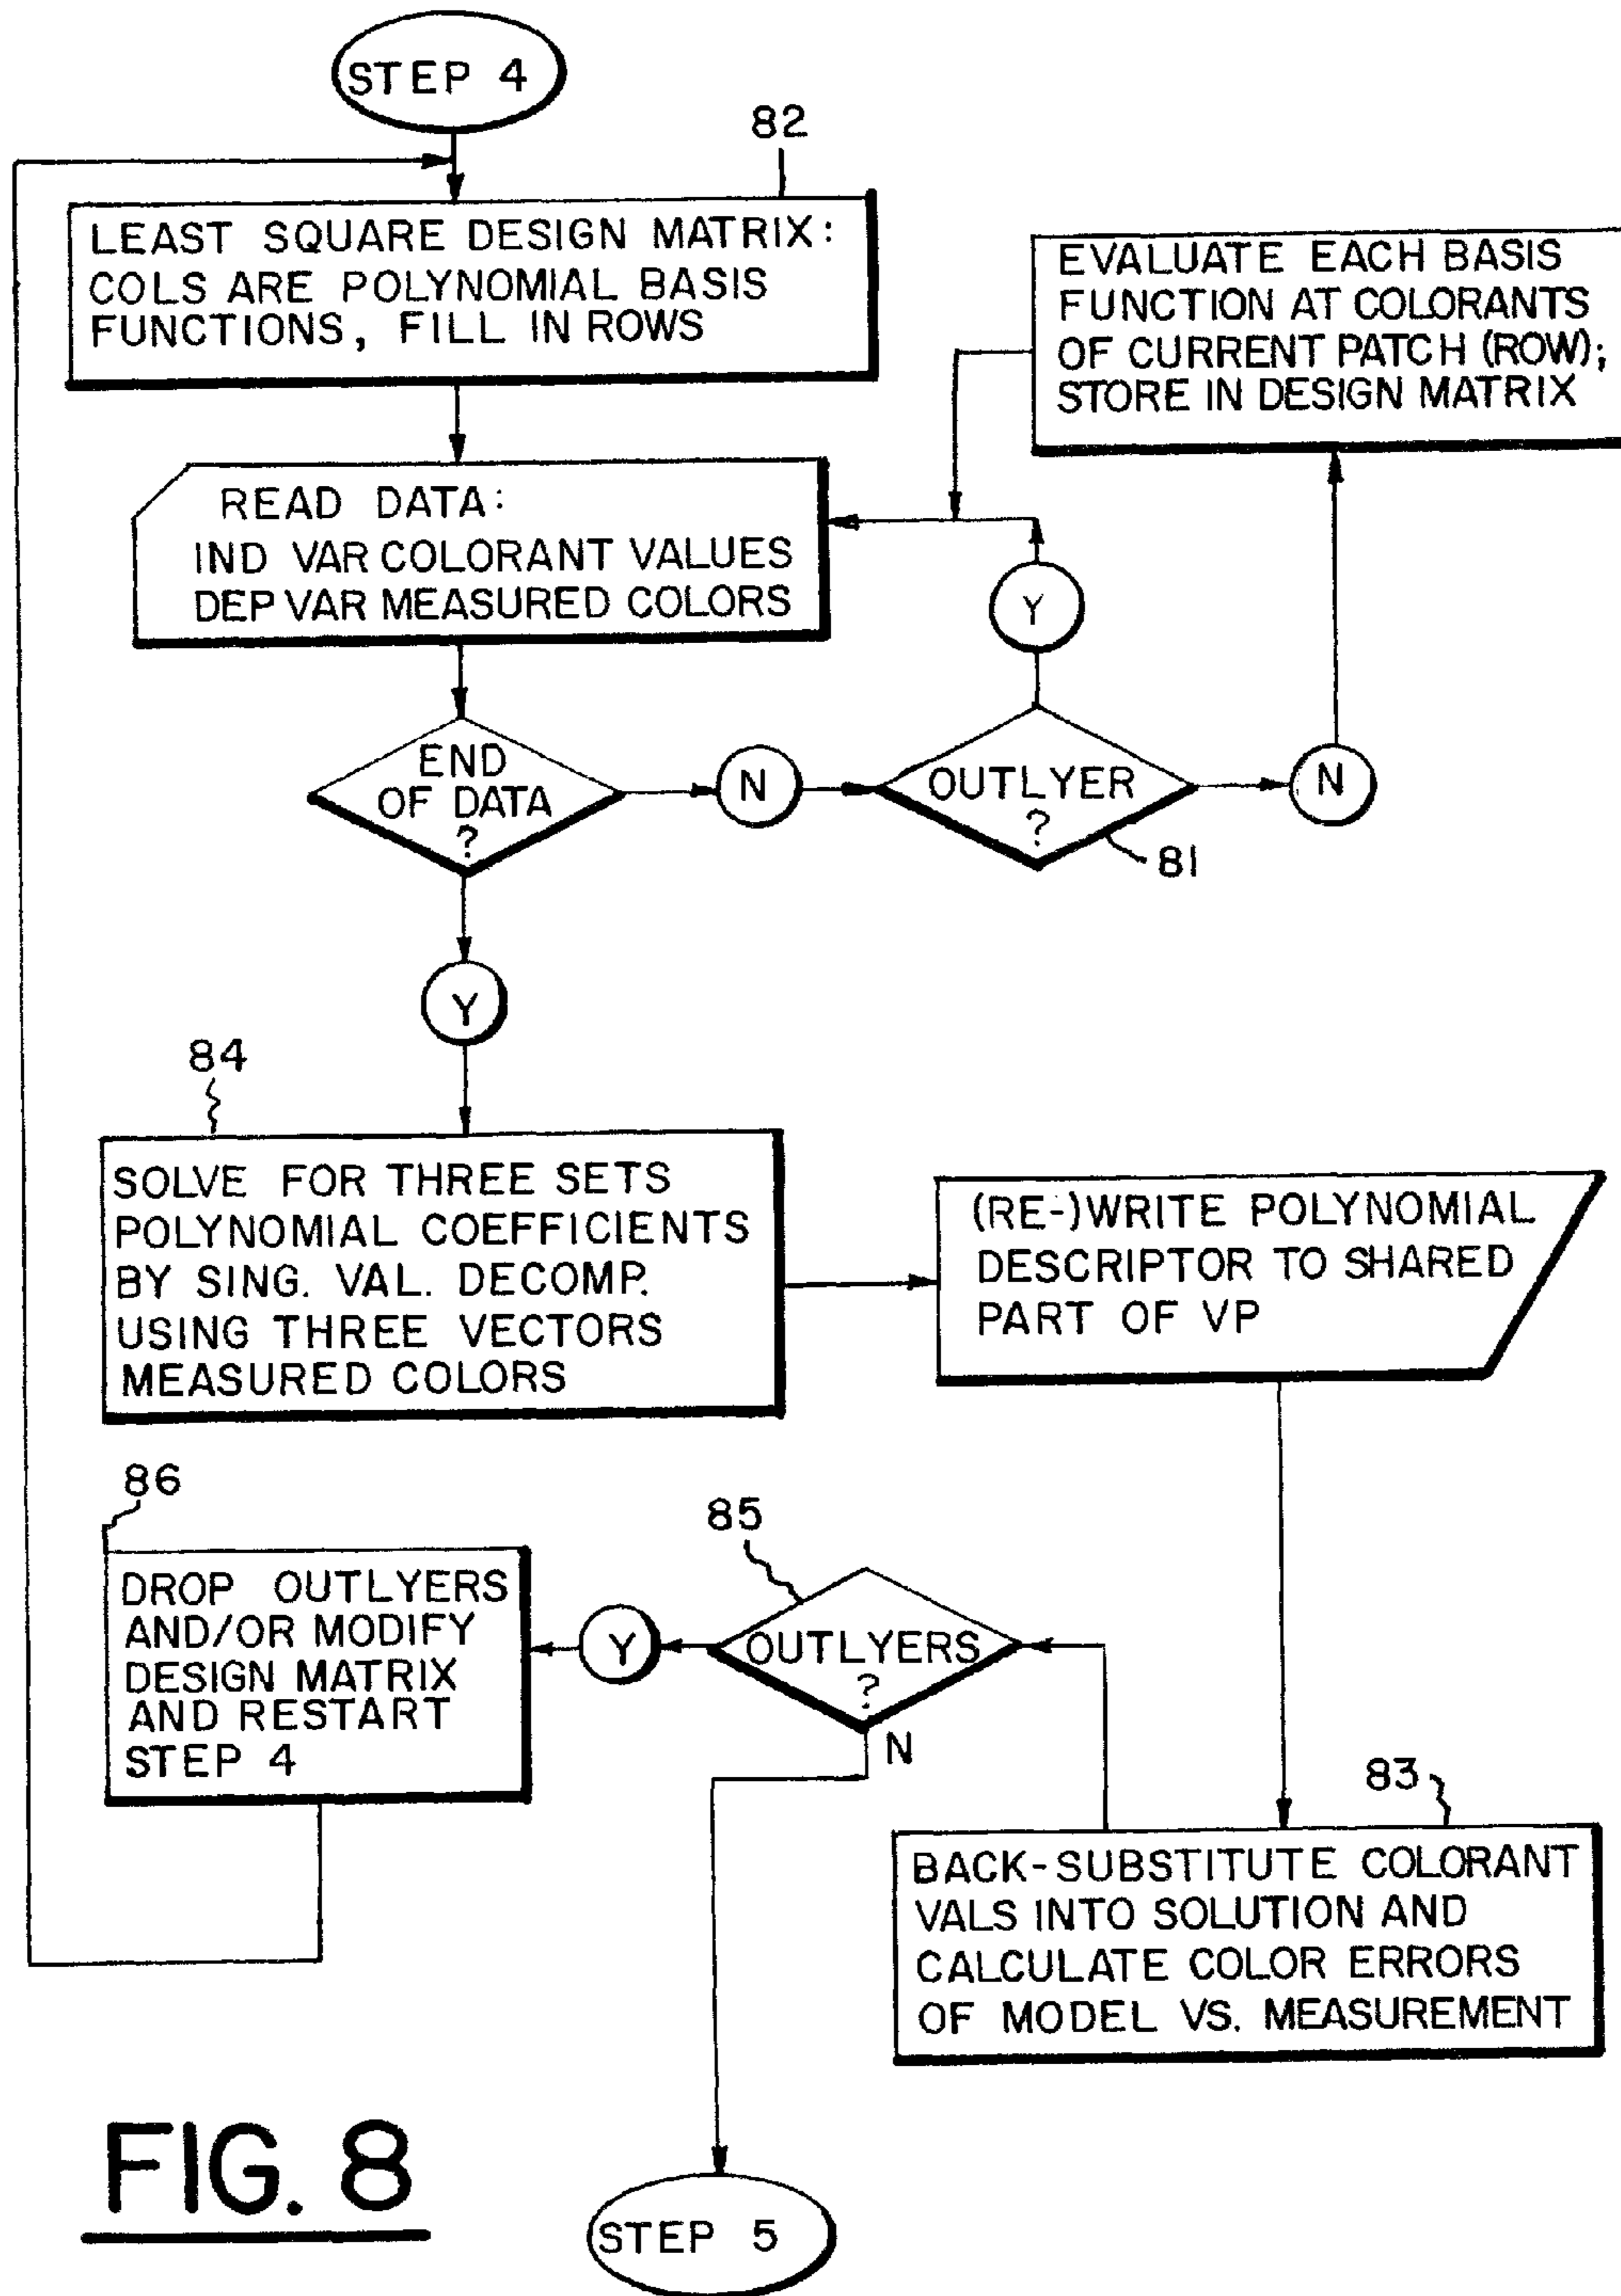 STEP 4
82
LEAST SQUARE DESIGN MATRIX:
COLS ARE POLYNOMIAL BASIS
FUNCTIONS, FILL IN ROWS
EVALUATE EACH BASIS
FUNCTION AT COLORANTS
OF CURRENT PATCH (ROW);
STORE IN DESIGN MATRIX
READ DATA:
IND VAR COLORANT VALUES
DEP VAR MEASURED COLORS
Y
END
OF DATA
?
N
OUTLYER
?
N
81
Y
84
SOLVE FOR THREE SETS
POLYNOMIAL COEFFICIENTS
BY SING. VAL. DECOMP.
USING THREE VECTORS
MEASURED COLORS
(RE-)WRITE POLYNOMIAL
DESCRIPTOR TO SHARED
PART OF VP
86
DROP OUTLYERS
AND/OR MODIFY
DESIGN MATRIX
AND RESTART
STEP 4
Y
85
OUTLYERS
?
N
83
BACK-SUBSTITUTE COLORANT
VALS INTO SOLUTION AND
CALCULATE COLOR ERRORS
OF MODEL VS. MEASUREMENT
FIG. 8
STEP 5